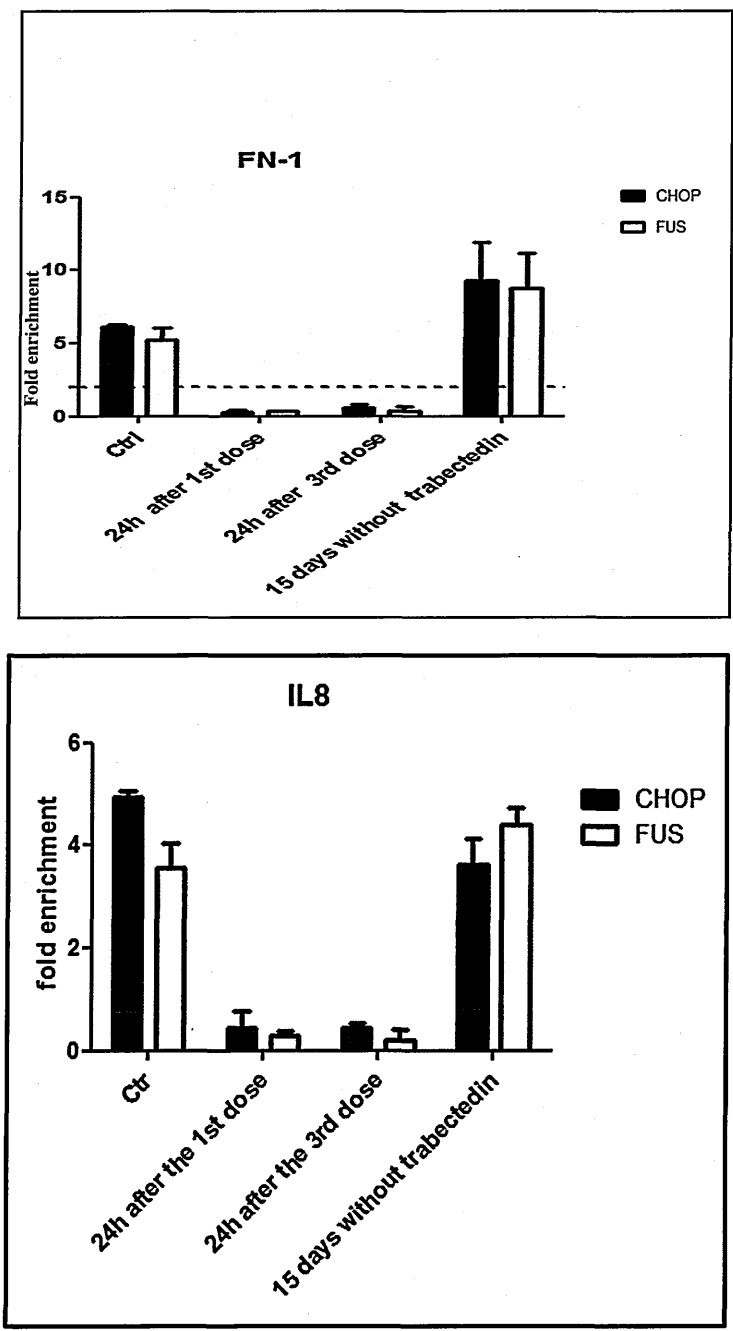 FN-1
15
10
5
0
Fold enrichment
CHOP
FUS
Ctrl
24h after 1st dose
24h after 3rd dose
15 days without trabectedin
IL8
6
4
2
0
fold enrichment
CHOP
FUS
Ctr
24h after the 1st dose
24h after the 3rd dose
15 days without trabectedin